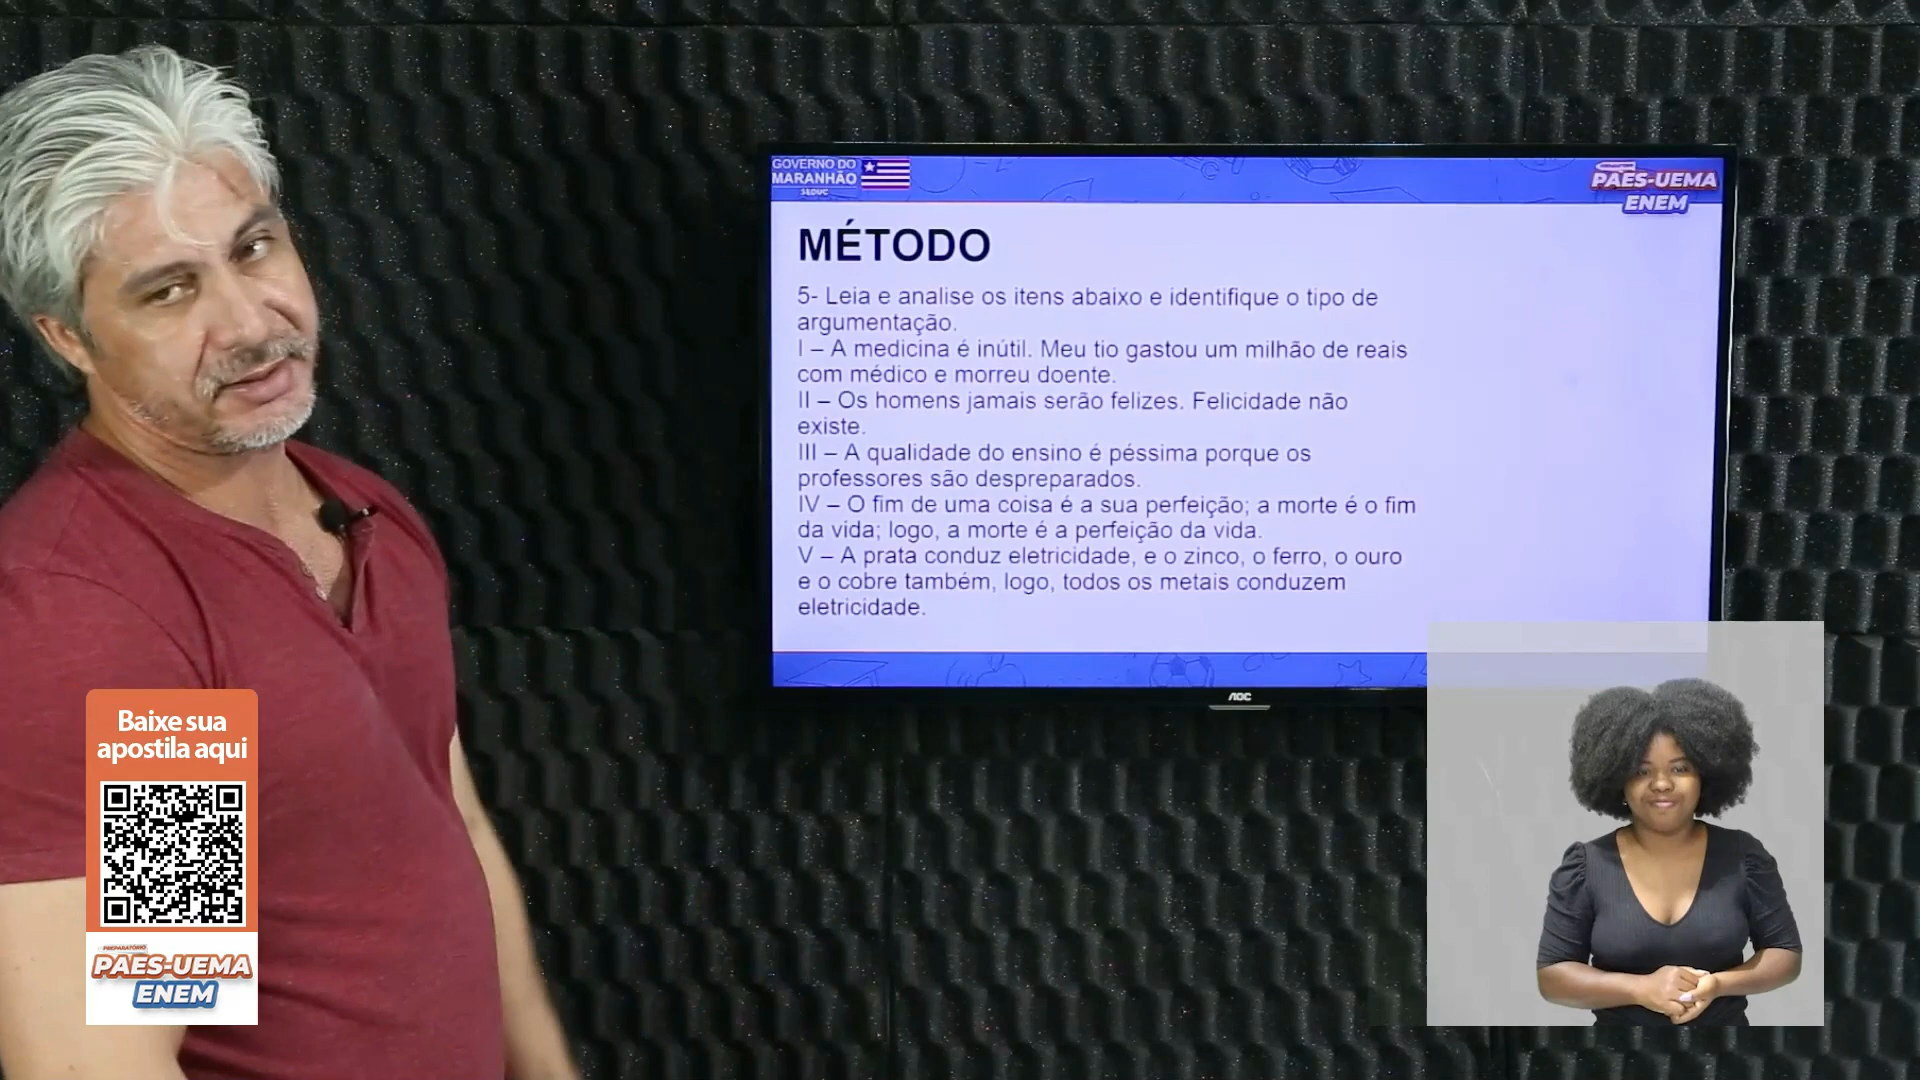 GOVERNO DO
MARANHÃO
SEDUC
PAES-UEMA
ENEM
MÉTODO
5- Leia e analise os itens abaixo e identifique o tipo de
argumentação.
I – A medicina é inútil. Meu tio gastou um milhão de reais
com médico e morreu doente.
II – Os homens jamais serão felizes. Felicidade não
existe.
III – A qualidade do ensino é péssima porque os
professores são despreparados.
IV – O fim de uma coisa é a sua perfeição; a morte é o fim
da vida; logo, a morte é a perfeição da vida.
V – A prata conduz eletricidade, e o zinco, o ferro, o ouro
e o cobre também, logo, todos os metais conduzem
eletricidade.
AOC
Baixe sua
apostila aqui
PREPARATÓRIO
PAES-UEMA
ENEM